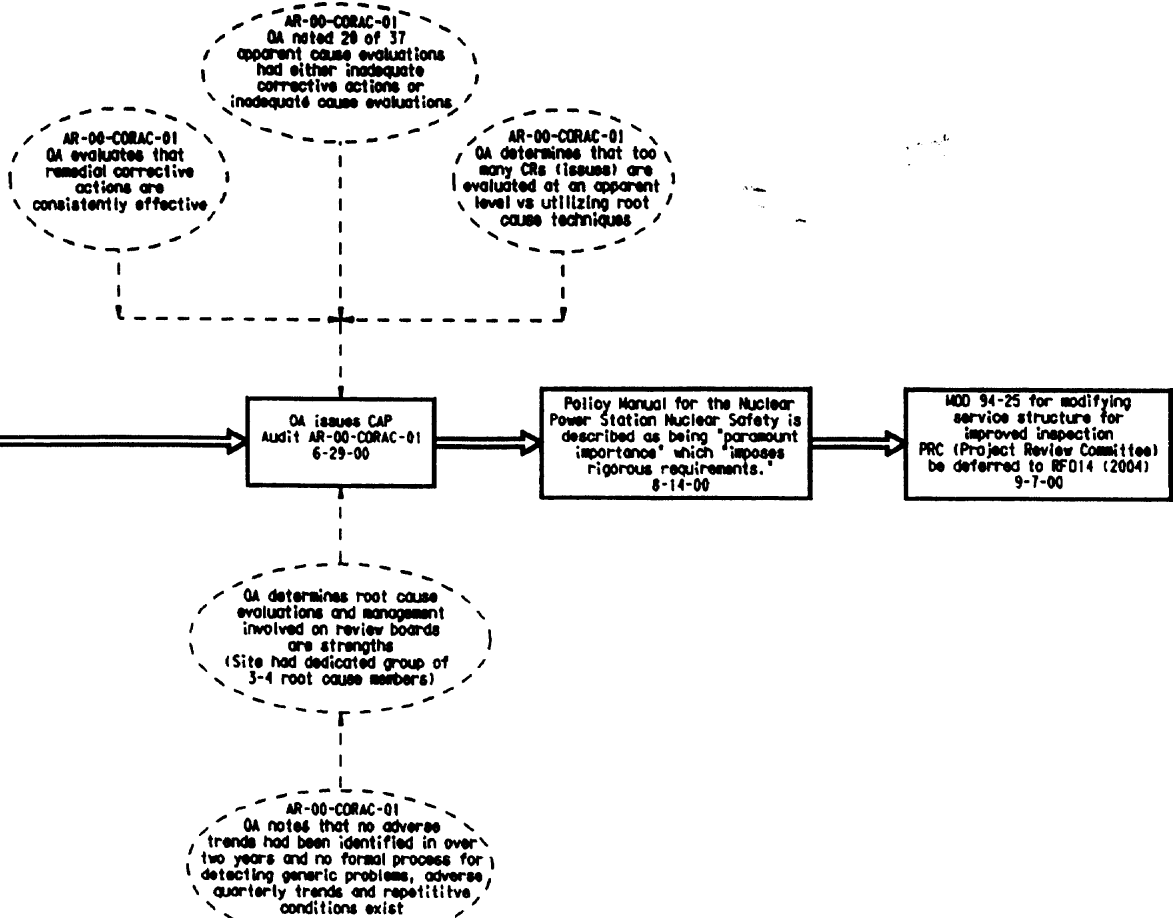 AR-00-CORAC-01
QA noted 20 of 37
apparent cause evaluations
had either inadequate
corrective actions or
inadequate cause evaluations
AR-00-CORAC-01
QA evaluates that
remedial corrective
actions are
consistently effective
AR-00-CORAC-01
QA determines that too
many CRs (issues) are
evaluated at an apparent
level vs utilizing root
cause techniques
QA issues CAP
Audit AR-00-CORAC-01
6-29-00
Policy Manual for the Nuclear
Power Station Nuclear Safety is
described as being "paramount
importance" which "imposes
rigorous requirements."
8-14-00
MOD 94-25 for modifying
service structure for
improved inspection
PRC (Project Review Committee)
be deferred to RFO14 (2004)
9-7-00
QA determines root cause
evaluations and management
involved on review boards
are strengths
(Site had dedicated group of
3-4 root cause members)
AR-00-CORAC-01
QA notes that no adverse
trends had been identified in over
two years and no formal process for
detecting generic problems, adverse
quarterly trends and repetititve
conditions exist